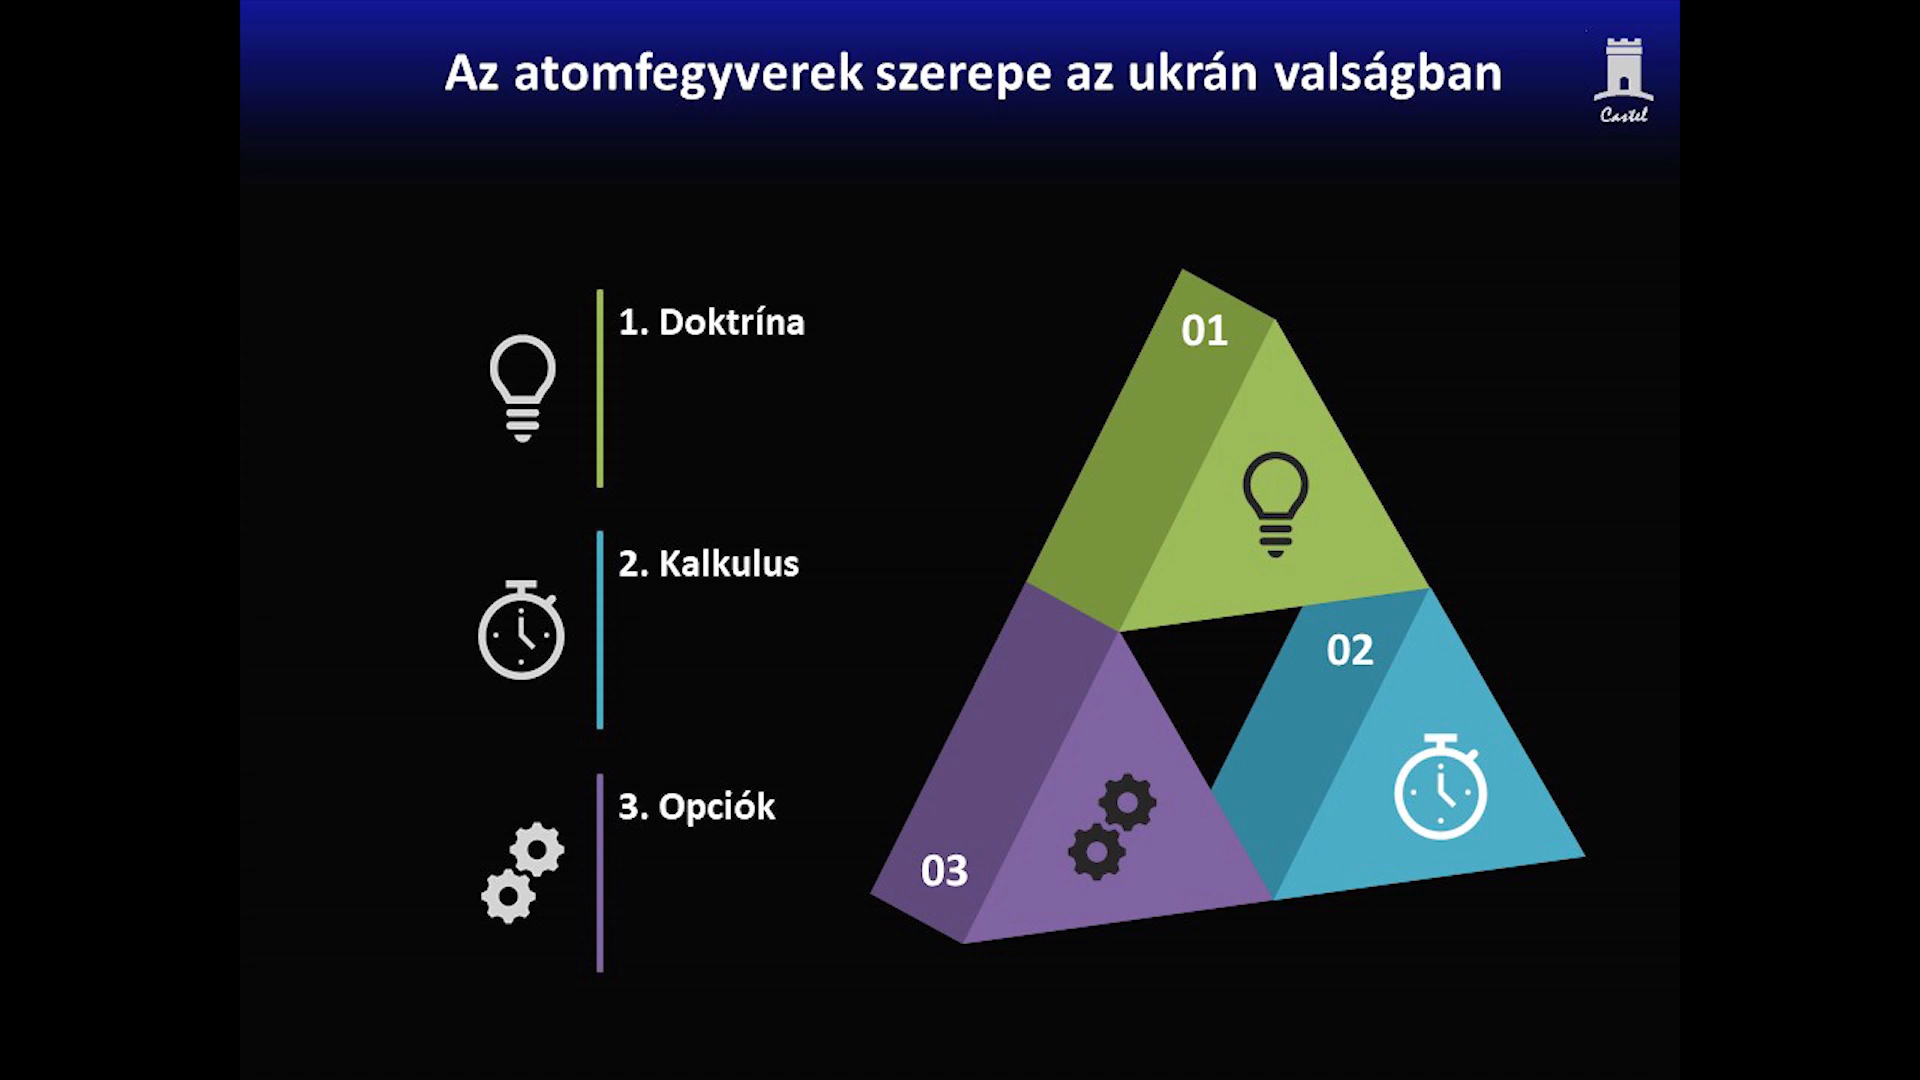 Az atomfegyverek szerepe az ukrán valságban
Castel
1. Doktrína
2. Kalkulus
3. Opciók
01
02
03